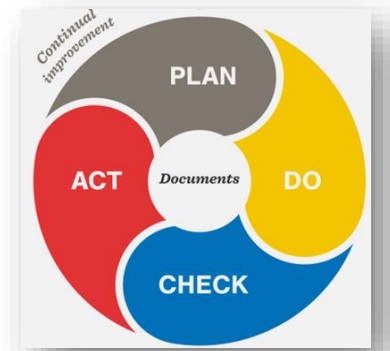 Continual
improvement
PLAN
ACT
Documents
DO
CHECK